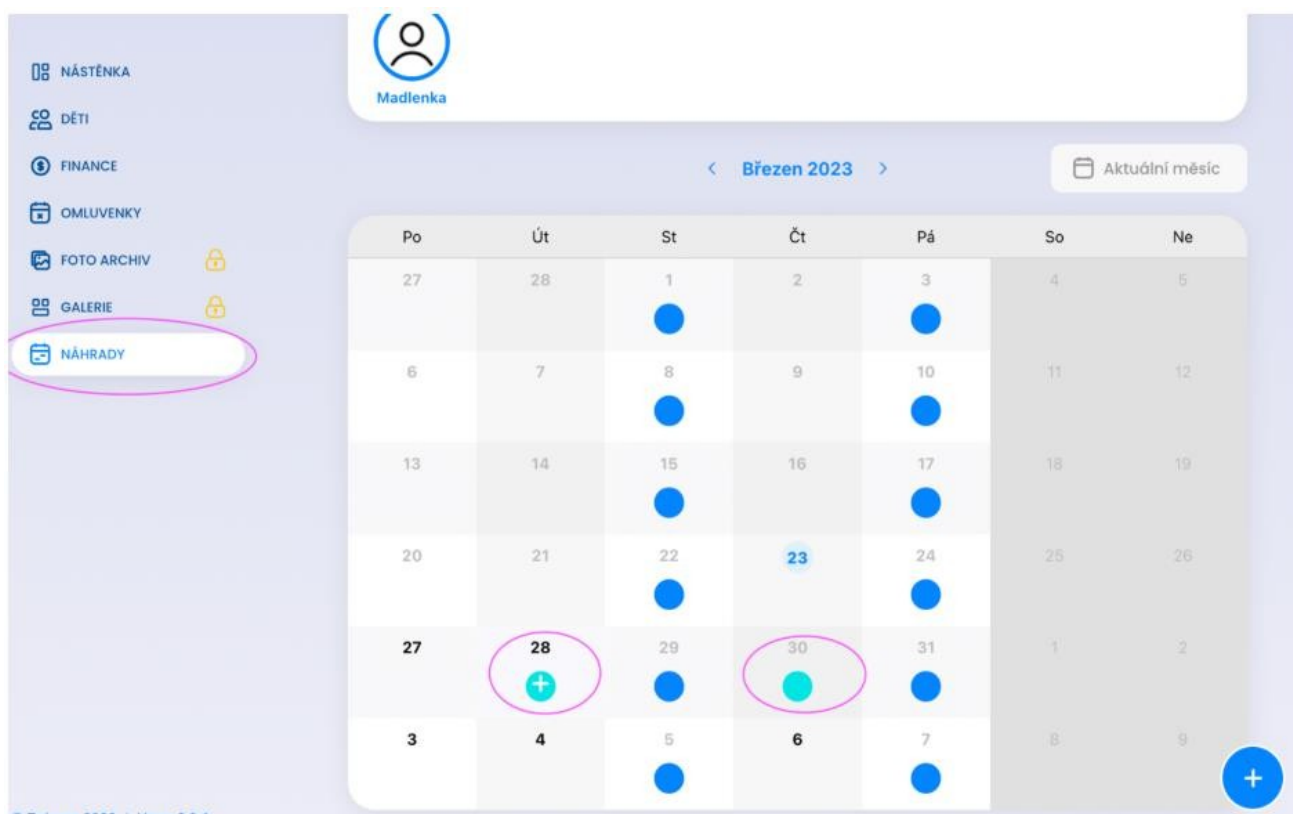 NÁSTĚNKA
DĚTI
FINANCE
OMLUVENKY
FOTO ARCHIV
GALERIE
NÁHRADY
Madlenka
< Březen 2023 >
Aktuální měsíc
Po Út St Čt Pá So Ne
27 28 1 2 3 4 5
6 7 8 9 10 11 12
13 14 15 16 17 18 19
20 21 22 23 24 25 26
27 28 29 30 31 1 2
+
3 4 5 6 7 8 9
+